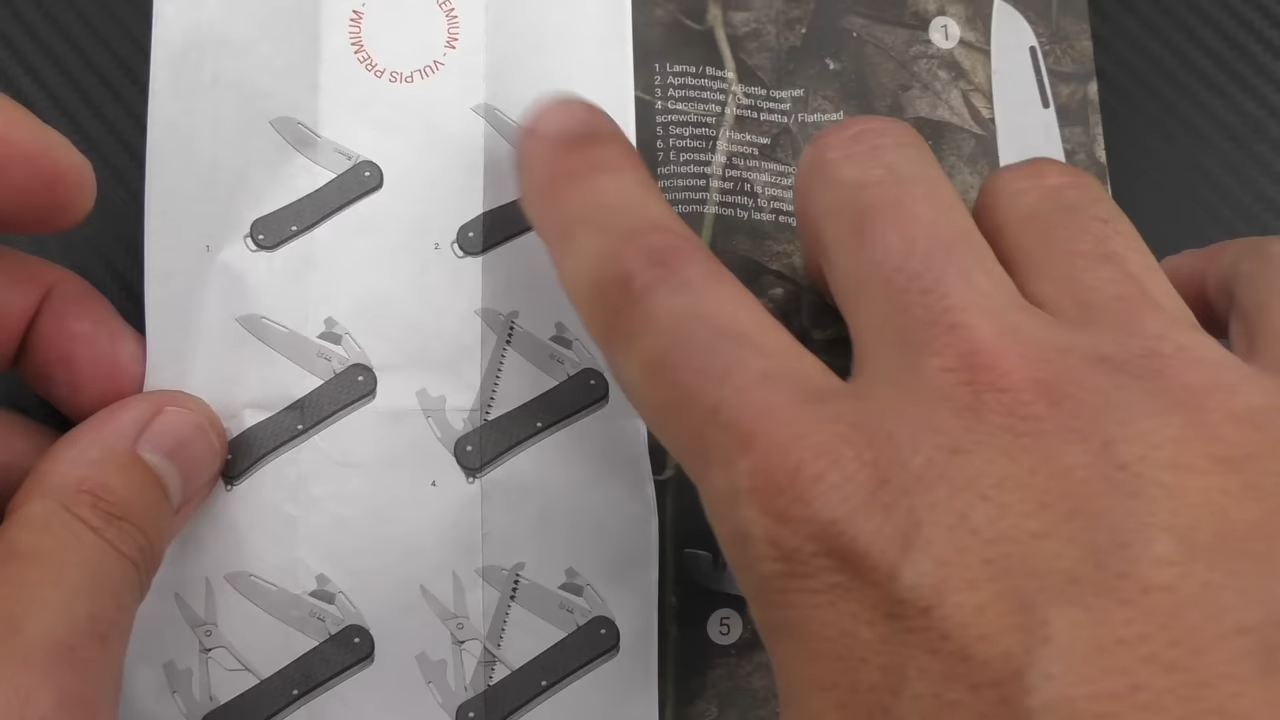 VULPIS PREMIUM -
EMIUM -
1.
2.
4.
1
1. Lama / Blade
2. Apribottiglie / Bottle opener
3. Apriscatole / Can opener
4. Cacciavite a testa piatta / Flathead
screwdriver
5. Seghetto / Hacksaw
6. Forbici / Scissors
7. È possibile, su un minimo
richiedere la personalizzaz
incisione laser / It is possil
minimum quantity, to requ
stomization by laser eng
5